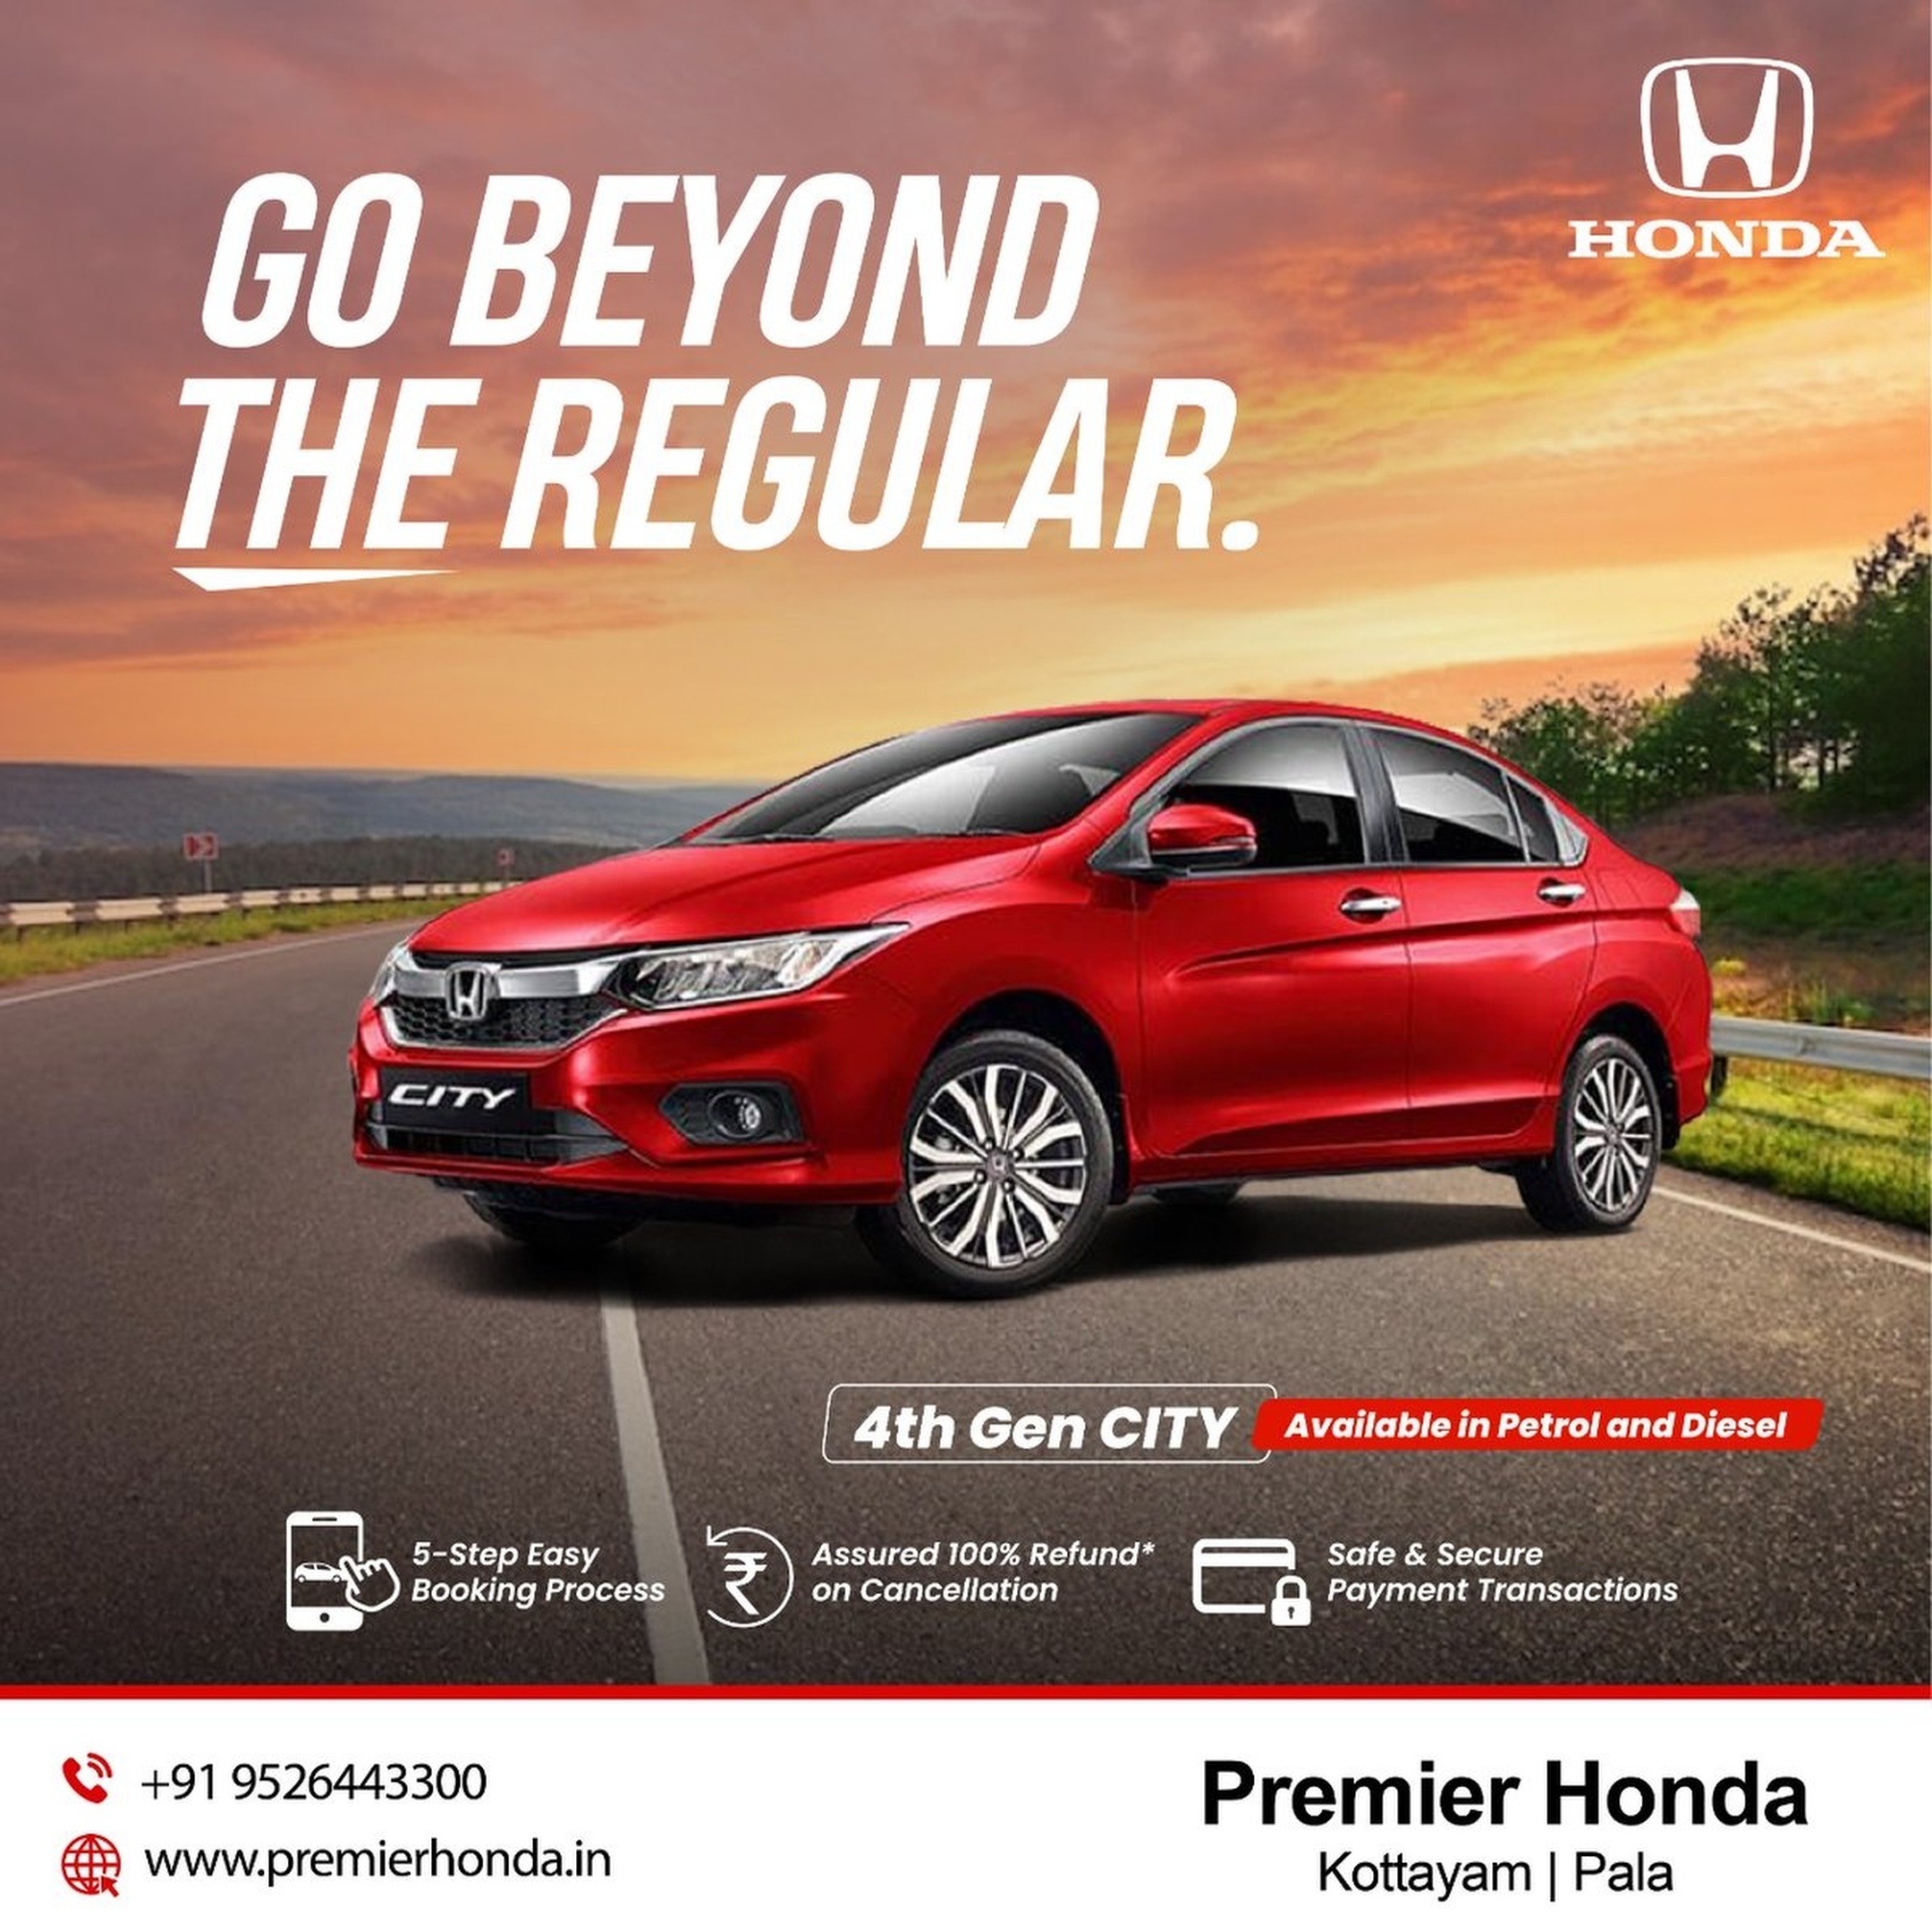 HONDA
GO BEYOND
THE REGULAR.
CITY
4th Gen CITY
Available in Petrol and Diesel
5-Step Easy
Booking Process
Assured 100% Refund*
on Cancellation
Safe & Secure
Payment Transactions
+91 9526443300
www.premierhonda.in
Premier Honda
Kottayam | Pala